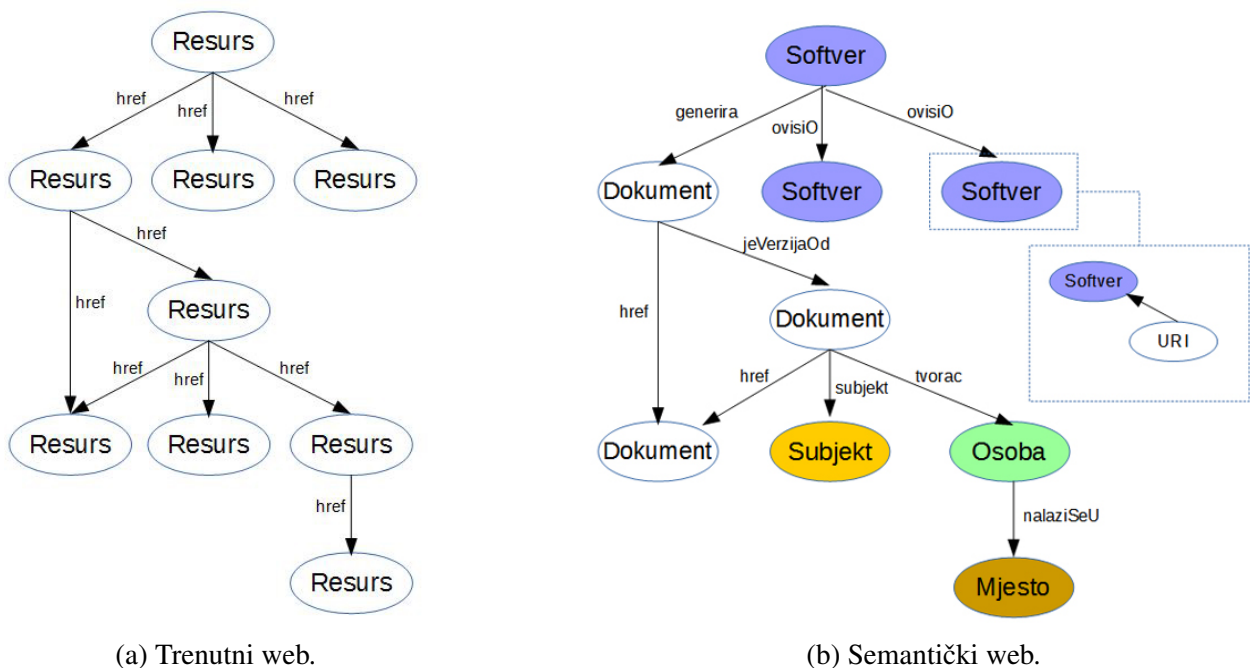 Resurs
href
href
href
Resurs
Resurs
Resurs
href
href
Resurs
href
href
href
Resurs
Resurs
Resurs
href
Resurs
(a) Trenutni web.
Softver
generira
ovisiO
ovisiO
Dokument
Softver
Softver
jeVerzijaOd
href
Dokument
Softver
URI
href
subjekt
tvorac
Dokument
Subjekt
Osoba
nalaziSeU
Mjesto
(b) Semantički web.